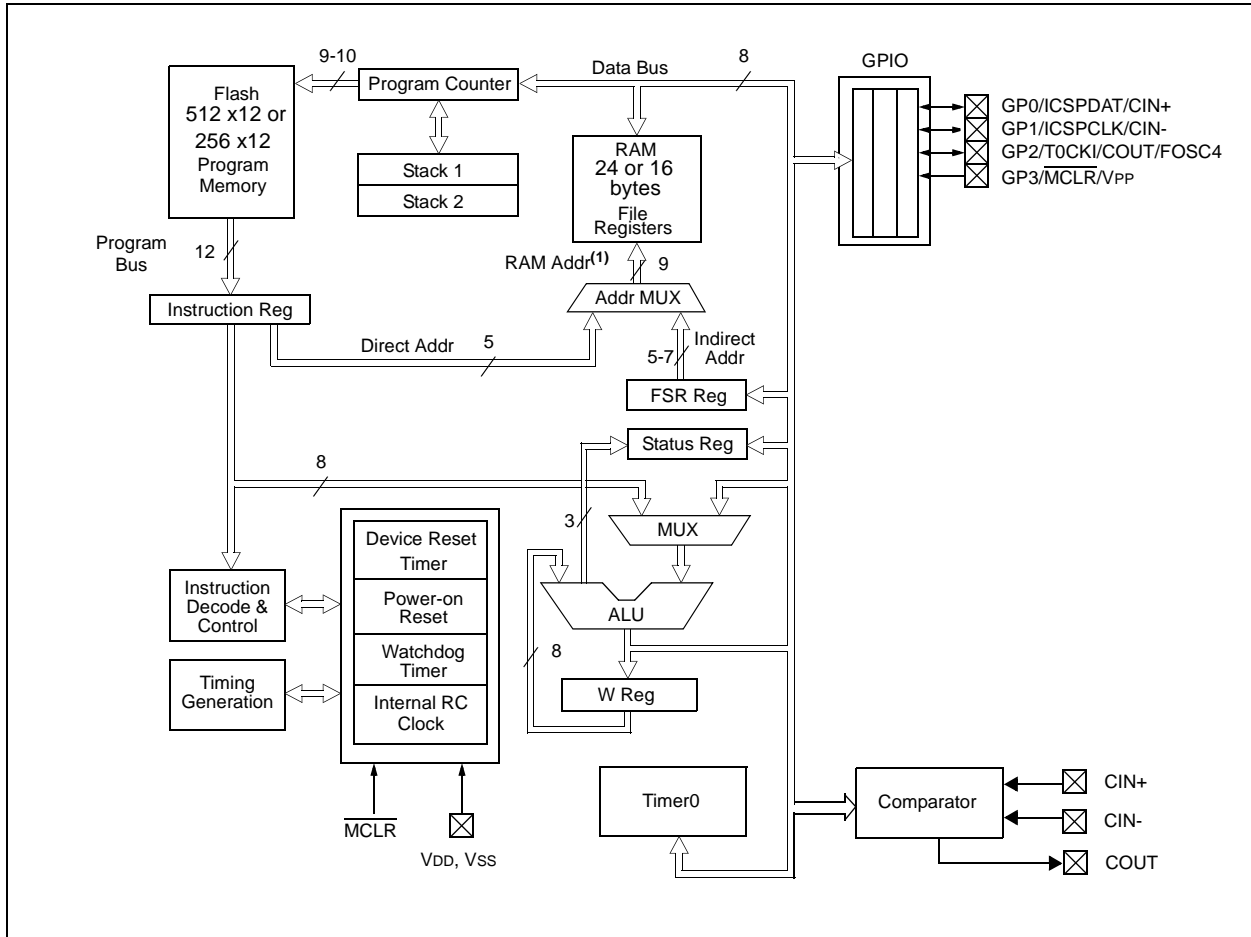 9-10
Program Counter
Data Bus
8
GPIO
Flash
512 x12 or
256 x12
Program
Memory
Stack 1
Stack 2
RAM
24 or 16
bytes
File
Registers
GP0/ICSPDAT/CIN+
GP1/ICSPCLK/CIN-
GP2/T0CKI/COUT/FOSC4
GP3/MCLR/VPP
Program
Bus
12
RAM Addr(1)
9
Addr MUX
Instruction Reg
Direct Addr
5
5-7
Indirect
Addr
FSR Reg
Status Reg
8
3
MUX
Device Reset
Timer
Instruction
Decode &
Control
Power-on
Reset
ALU
Watchdog
Timer
8
Timing
Generation
Internal RC
Clock
W Reg
Timer0
Comparator
CIN+
CIN-
COUT
MCLR
VDD, VSS